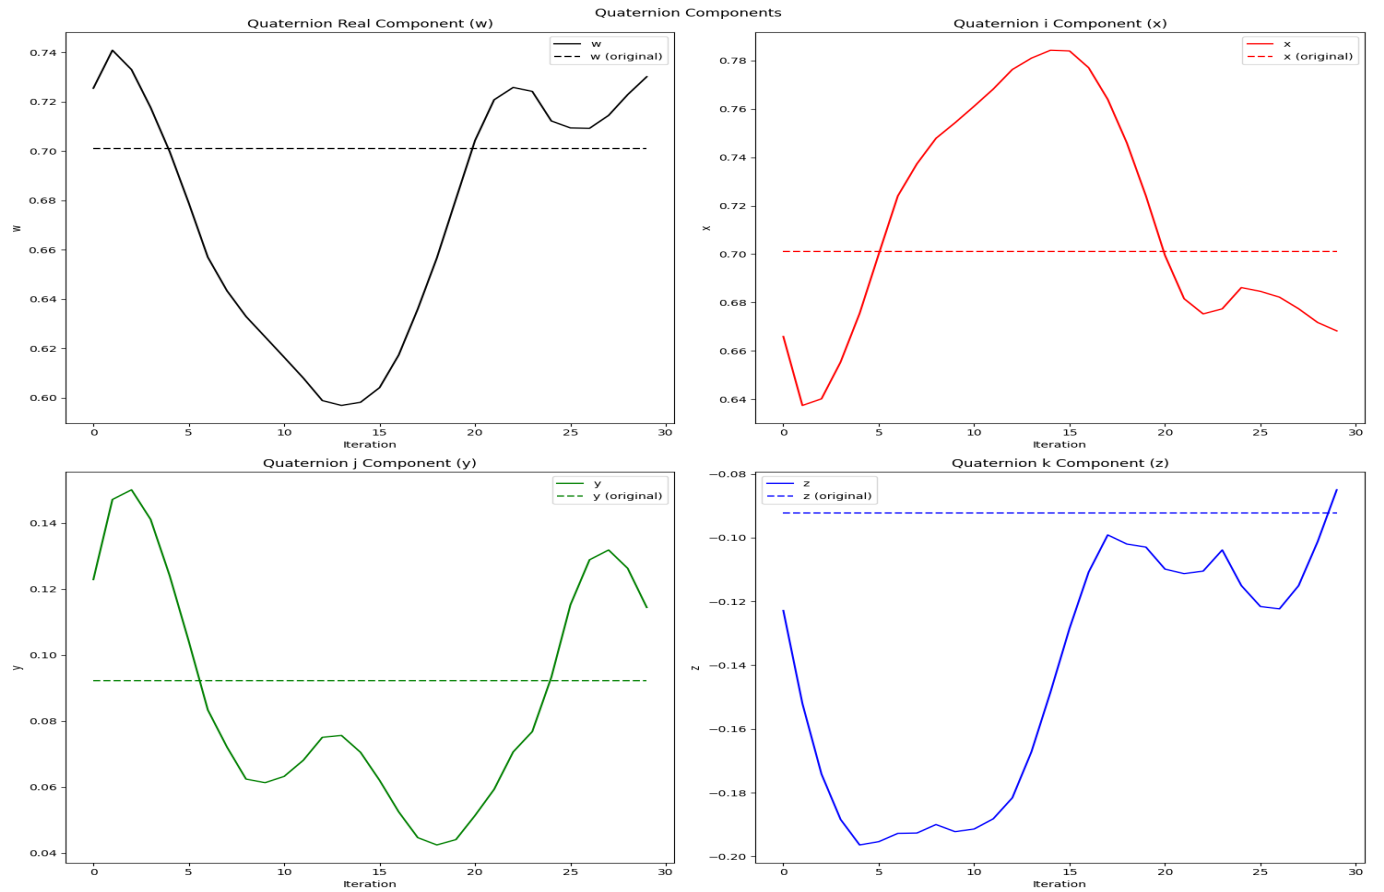 Quaternion Components
Quaternion Real Component (w)
w
w (original)
0.74
0.72
0.70
0.68
0.66
0.64
0.62
0.60
w
0 5 10 15 20 25 30
Iteration
Quaternion i Component (x)
x
x (original)
0.78
0.76
0.74
0.72
0.70
0.68
0.66
0.64
x
0 5 10 15 20 25 30
Iteration
Quaternion j Component (y)
y
y (original)
0.14
0.12
0.10
0.08
0.06
0.04
y
0 5 10 15 20 25 30
Iteration
Quaternion k Component (z)
z
z (original)
−0.08
−0.10
−0.12
−0.14
−0.16
−0.18
−0.20
z
0 5 10 15 20 25 30
Iteration